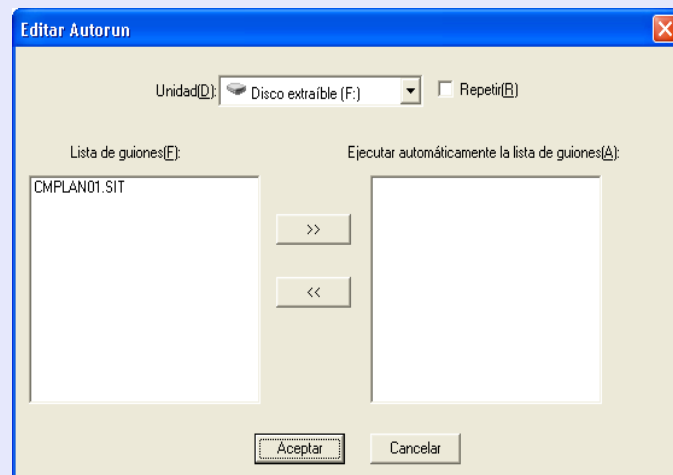 Editar Autorun
Unidad(D): Disco extraíble (F:) Repetir(R)
Lista de guiones(F): Ejecutar automáticamente la lista de guiones(A):
CMPLAN01.SIT
>>
<<
Aceptar Cancelar